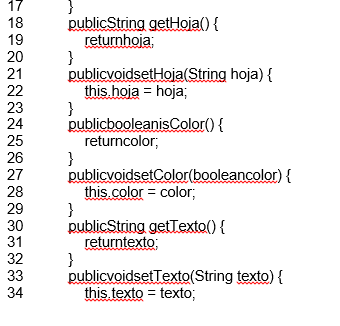 17 }
18 publicString getHoja() {
19 returnhoja;
20 }
21 publicvoidsetHoja(String hoja) {
22 this.hoja = hoja;
23 }
24 publicbooleanisColor() {
25 returncolor;
26 }
27 publicvoidsetColor(booleancolor) {
28 this.color = color;
29 }
30 publicString getTexto() {
31 returntexto;
32 }
33 publicvoidsetTexto(String texto) {
34 this.texto = texto;